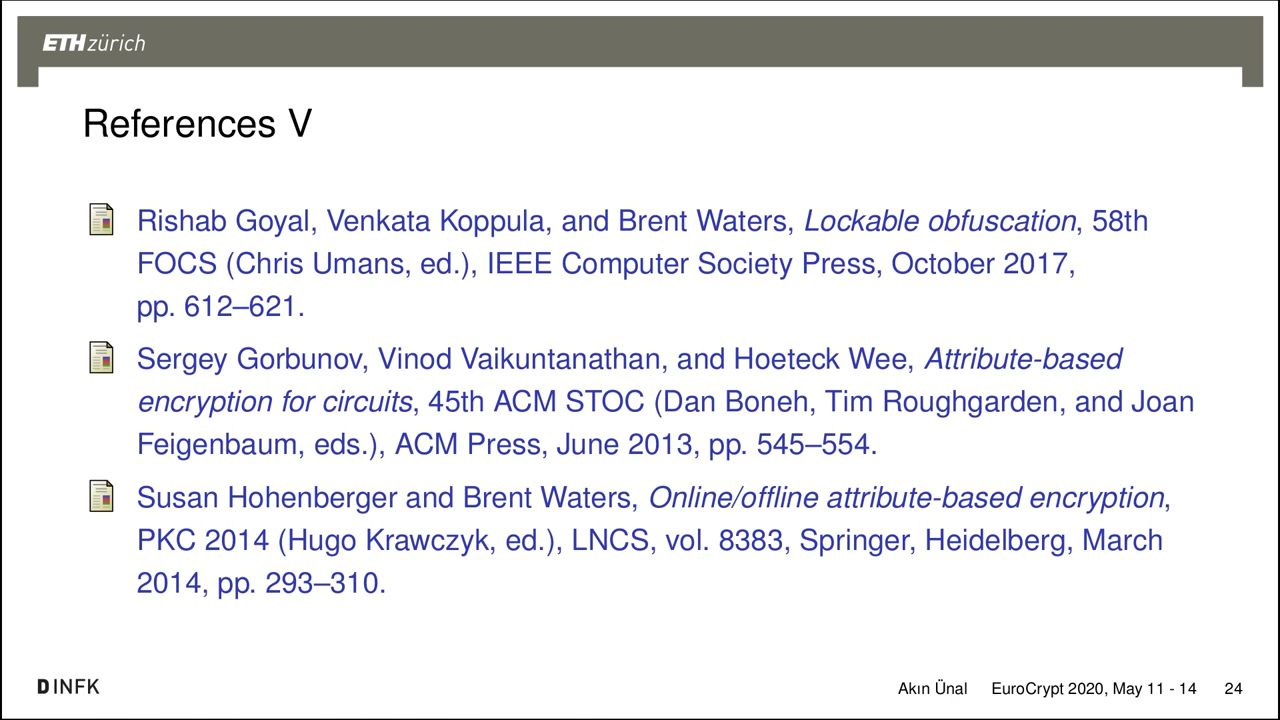 ETH zürich
References V
Rishab Goyal, Venkata Koppula, and Brent Waters, Lockable obfuscation, 58th
FOCS (Chris Umans, ed.), IEEE Computer Society Press, October 2017,
pp. 612–621.
Sergey Gorbunov, Vinod Vaikuntanathan, and Hoeteck Wee, Attribute-based
encryption for circuits, 45th ACM STOC (Dan Boneh, Tim Roughgarden, and Joan
Feigenbaum, eds.), ACM Press, June 2013, pp. 545–554.
Susan Hohenberger and Brent Waters, Online/offline attribute-based encryption,
PKC 2014 (Hugo Krawczyk, ed.), LNCS, vol. 8383, Springer, Heidelberg, March
2014, pp. 293–310.
D INFK Akın Ünal EuroCrypt 2020, May 11 - 14 24